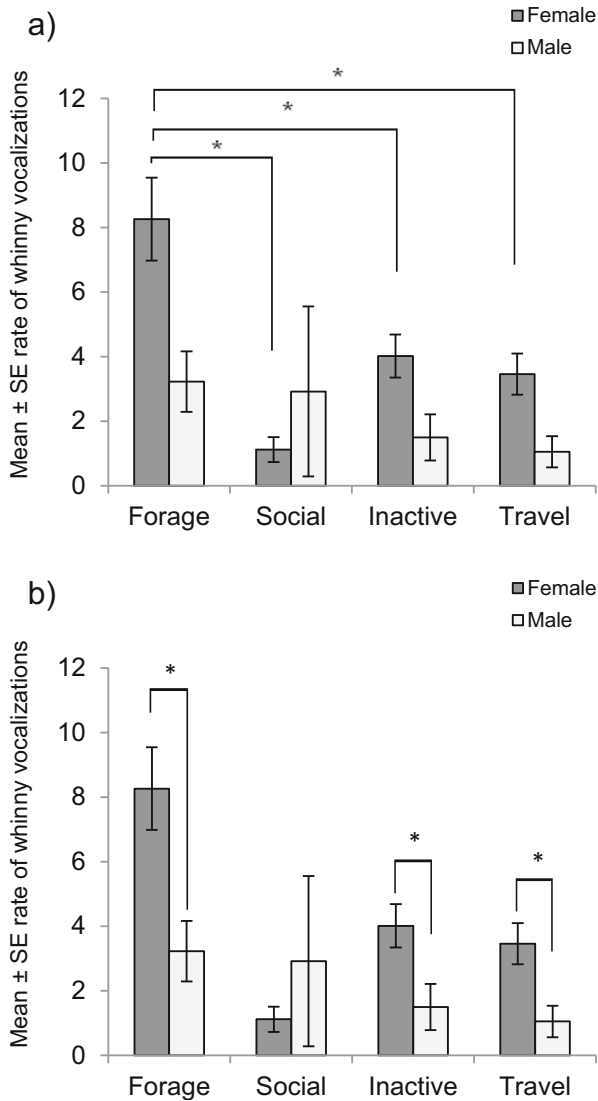 a)
Female
Male
Mean ± SE rate of whinny vocalizations
12
10
8
6
4
2
0
*
*
*
Forage Social Inactive Travel
b)
Female
Male
Mean ± SE rate of whinny vocalizations
12
10
8
6
4
2
0
*
*
*
Forage Social Inactive Travel